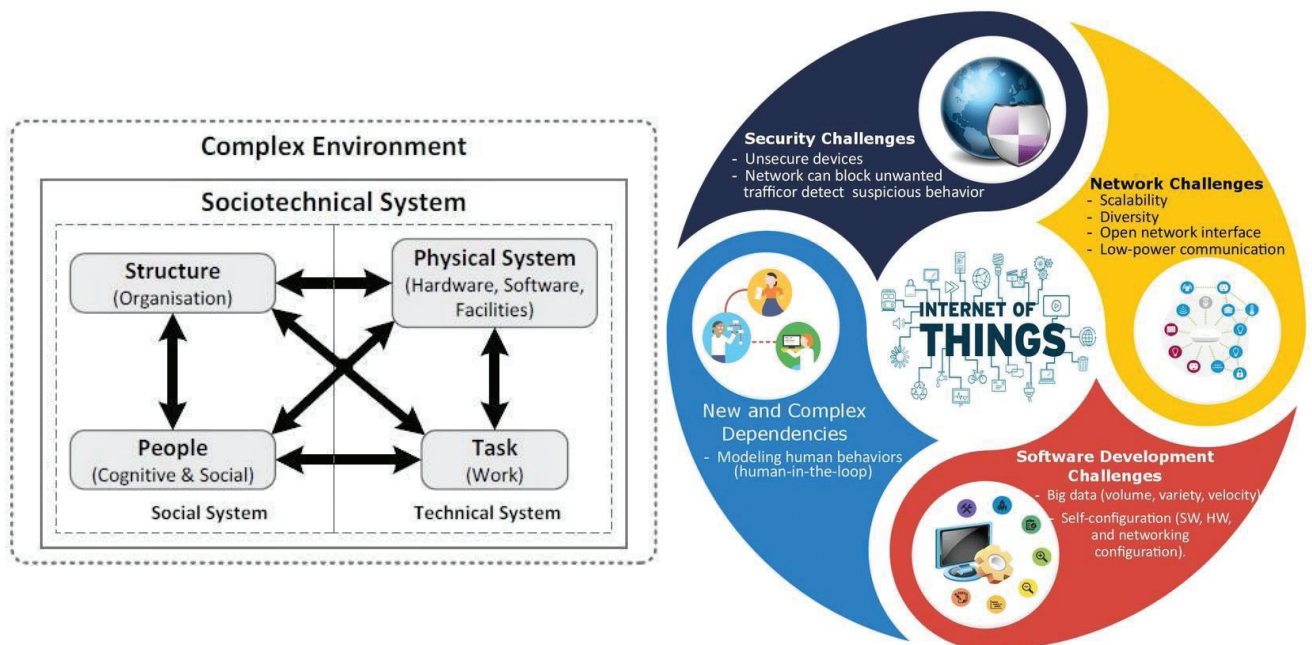 Complex Environment
Sociotechnical System
Structure
(Organisation)
Physical System
(Hardware, Software,
Facilities)
People
(Cognitive & Social)
Task
(Work)
Social System
Technical System
Security Challenges
- Unsecure devices
- Network can block unwanted
trafficor detect suspicious behavior
Network Challenges
- Scalability
- Diversity
- Open network interface
- Low-power communication
INTERNET OF
THINGS
New and Complex
Dependencies
- Modeling human behaviors
(human-in-the-loop)
Software Development
Challenges
- Big data (volume, variety, velocity)
- Self-configuration (SW, HW,
and networking
configuration).